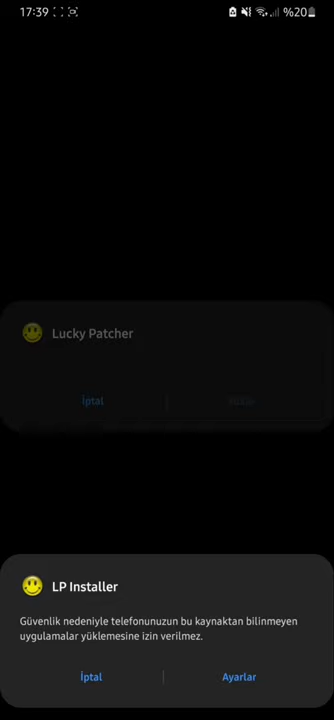 17:39 %20
Lucky Patcher
İptal
LP Installer
Güvenlik nedeniyle telefonunuzun bu kaynaktan bilinmeyen
uygulamalar yüklemesine izin verilmez.
İptal Ayarlar